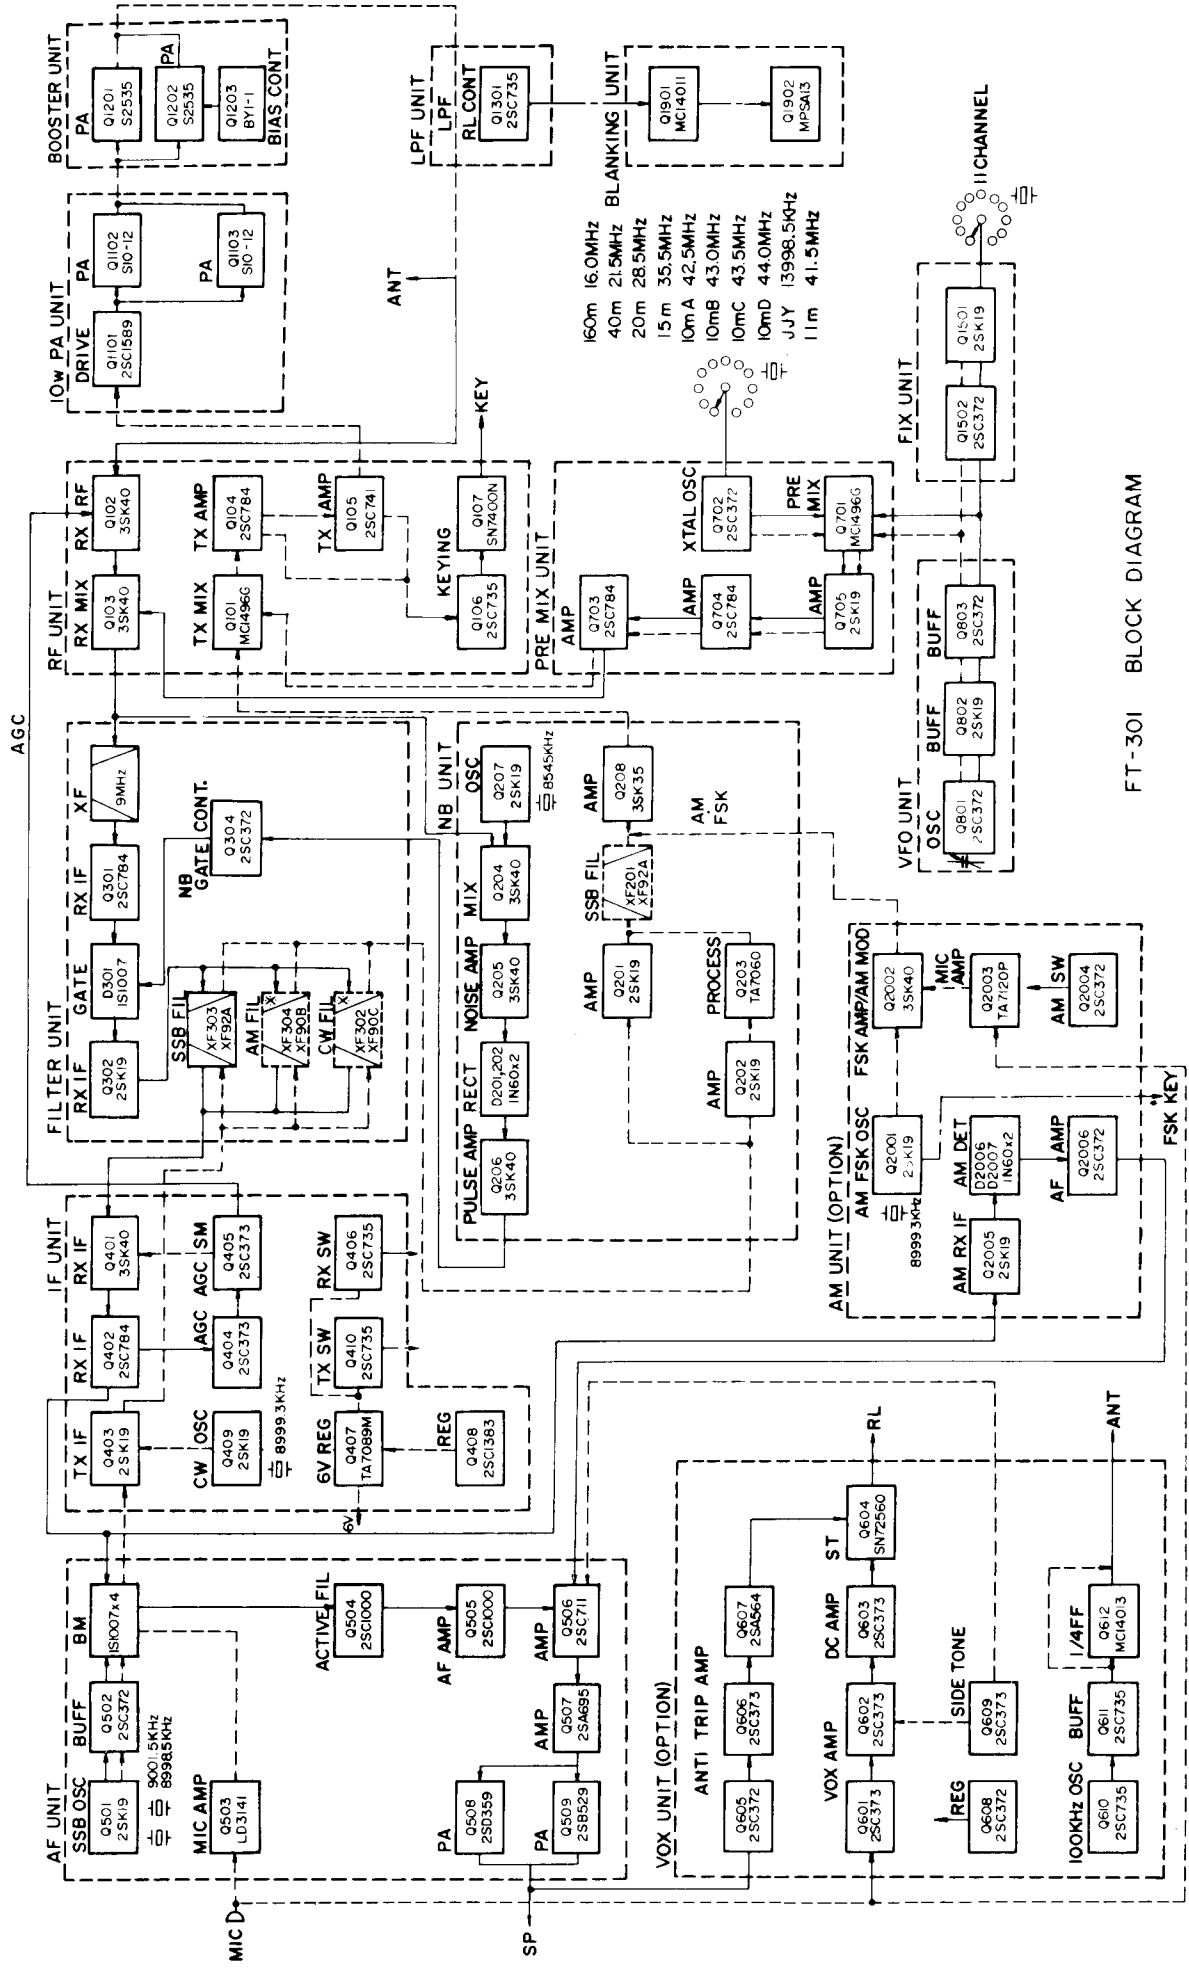 FT-301 BLOCK DIAGRAM
AF UNIT
SSB OSC
Q501
2SK19
9001.5KHz
8998.5KHz
BUFF
Q502
2SC372
BM
1S1007x4
MIC AMP
Q503
LD3141
ACTIVE FIL
Q504
2SC1000
AF AMP
Q505
2SC1000
AMP
Q506
2SC711
AMP
Q507
2SA695
PA
Q508
2SD359
PA
Q509
2SB529
MIC
SP
IF UNIT
TX IF
Q403
2SK19
RX IF
Q402
2SC784
RX IF
Q401
3SK40
CW OSC
Q409
2SK19
8999.3KHz
AGC
Q404
2SC373
AGC SM
Q405
2SC373
6V REG
Q407
TA7089M
TX SW
Q410
2SC735
RX SW
Q406
2SC735
REG
Q408
2SC1383
6V
AGC
FILTER UNIT
RX IF
Q302
2SK19
GATE
D301
1S1007
RX IF
Q301
2SC784
XF
9MHz
SSB FIL
XF303
XF92A
AM FIL
XF304
XF90B
CW FIL
XF302
XF90C
NB
GATE CONT.
Q304
2SC372
NB UNIT
PULSE AMP
Q206
3SK40
RECT
D201,202
1N60x2
NOISE AMP
Q205
3SK40
MIX
Q204
3SK40
OSC
Q207
2SK19
8545KHz
AMP
Q201
2SK19
SSB FIL
XF201
XF92A
AMP
Q208
3SK35
AMP
Q202
2SK19
PROCESS
Q203
TA7060
AM
FSK
RF UNIT
RX MIX
Q103
3SK40
RX RF
Q102
3SK40
TX MIX
Q101
MC1496G
TX AMP
Q104
2SC784
TX AMP
Q105
2SC741
KEYING
Q106
2SC735
Q107
SN7400N
KEY
PRE MIX UNIT
AMP
Q703
2SC784
AMP
Q704
2SC784
AMP
Q705
2SK19
XTAL OSC
Q702
2SC372
PRE
MIX
Q701
MC1496G
160m 16.0MHz
40m 21.5MHz
20m 28.5MHz
15m 35.5MHz
10mA 42.5MHz
10mB 43.0MHz
10mC 43.5MHz
10mD 44.0MHz
JJY 13998.5KHz
11m 41.5MHz
10W PA UNIT
DRIVE
Q1101
2SC1589
PA
Q1102
S10-12
PA
Q1103
S10-12
BOOSTER UNIT
PA
Q1201
S2535
PA
Q1202
S2535
Q1203
BY1-1
BIAS CONT
ANT
LPF UNIT
LPF
RL CONT
Q1301
2SC735
BLANKING UNIT
Q1901
MC14011
Q1902
MPSA13
VFO UNIT
OSC
Q801
2SC372
BUFF
Q802
2SK19
BUFF
Q803
2SC372
FIX UNIT
Q1502
2SC372
Q1501
2SK19
11CHANNEL
AM UNIT (OPTION)
AM FSK OSC
Q2001
2SK19
8999.3KHz
FSK AMP/AM MOD
Q2002
3SK40
MIC
AMP
Q2003
TA7120P
AM SW
Q2004
2SC372
AM RX IF
Q2005
2SK19
AM DET
D2006
D2007
1N60x2
AF AMP
Q2006
2SC372
FSK KEY
VOX UNIT (OPTION)
ANTI TRIP AMP
Q605
2SC372
Q606
2SC373
Q607
2SA564
VOX AMP
Q601
2SC373
Q602
2SC373
DC AMP
Q603
2SC373
ST
Q604
SN72560
RL
REG
Q608
2SC372
SIDE TONE
Q609
2SC373
100KHz OSC
Q610
2SC735
BUFF
Q611
2SC735
1/4FF
Q612
MC14013
ANT